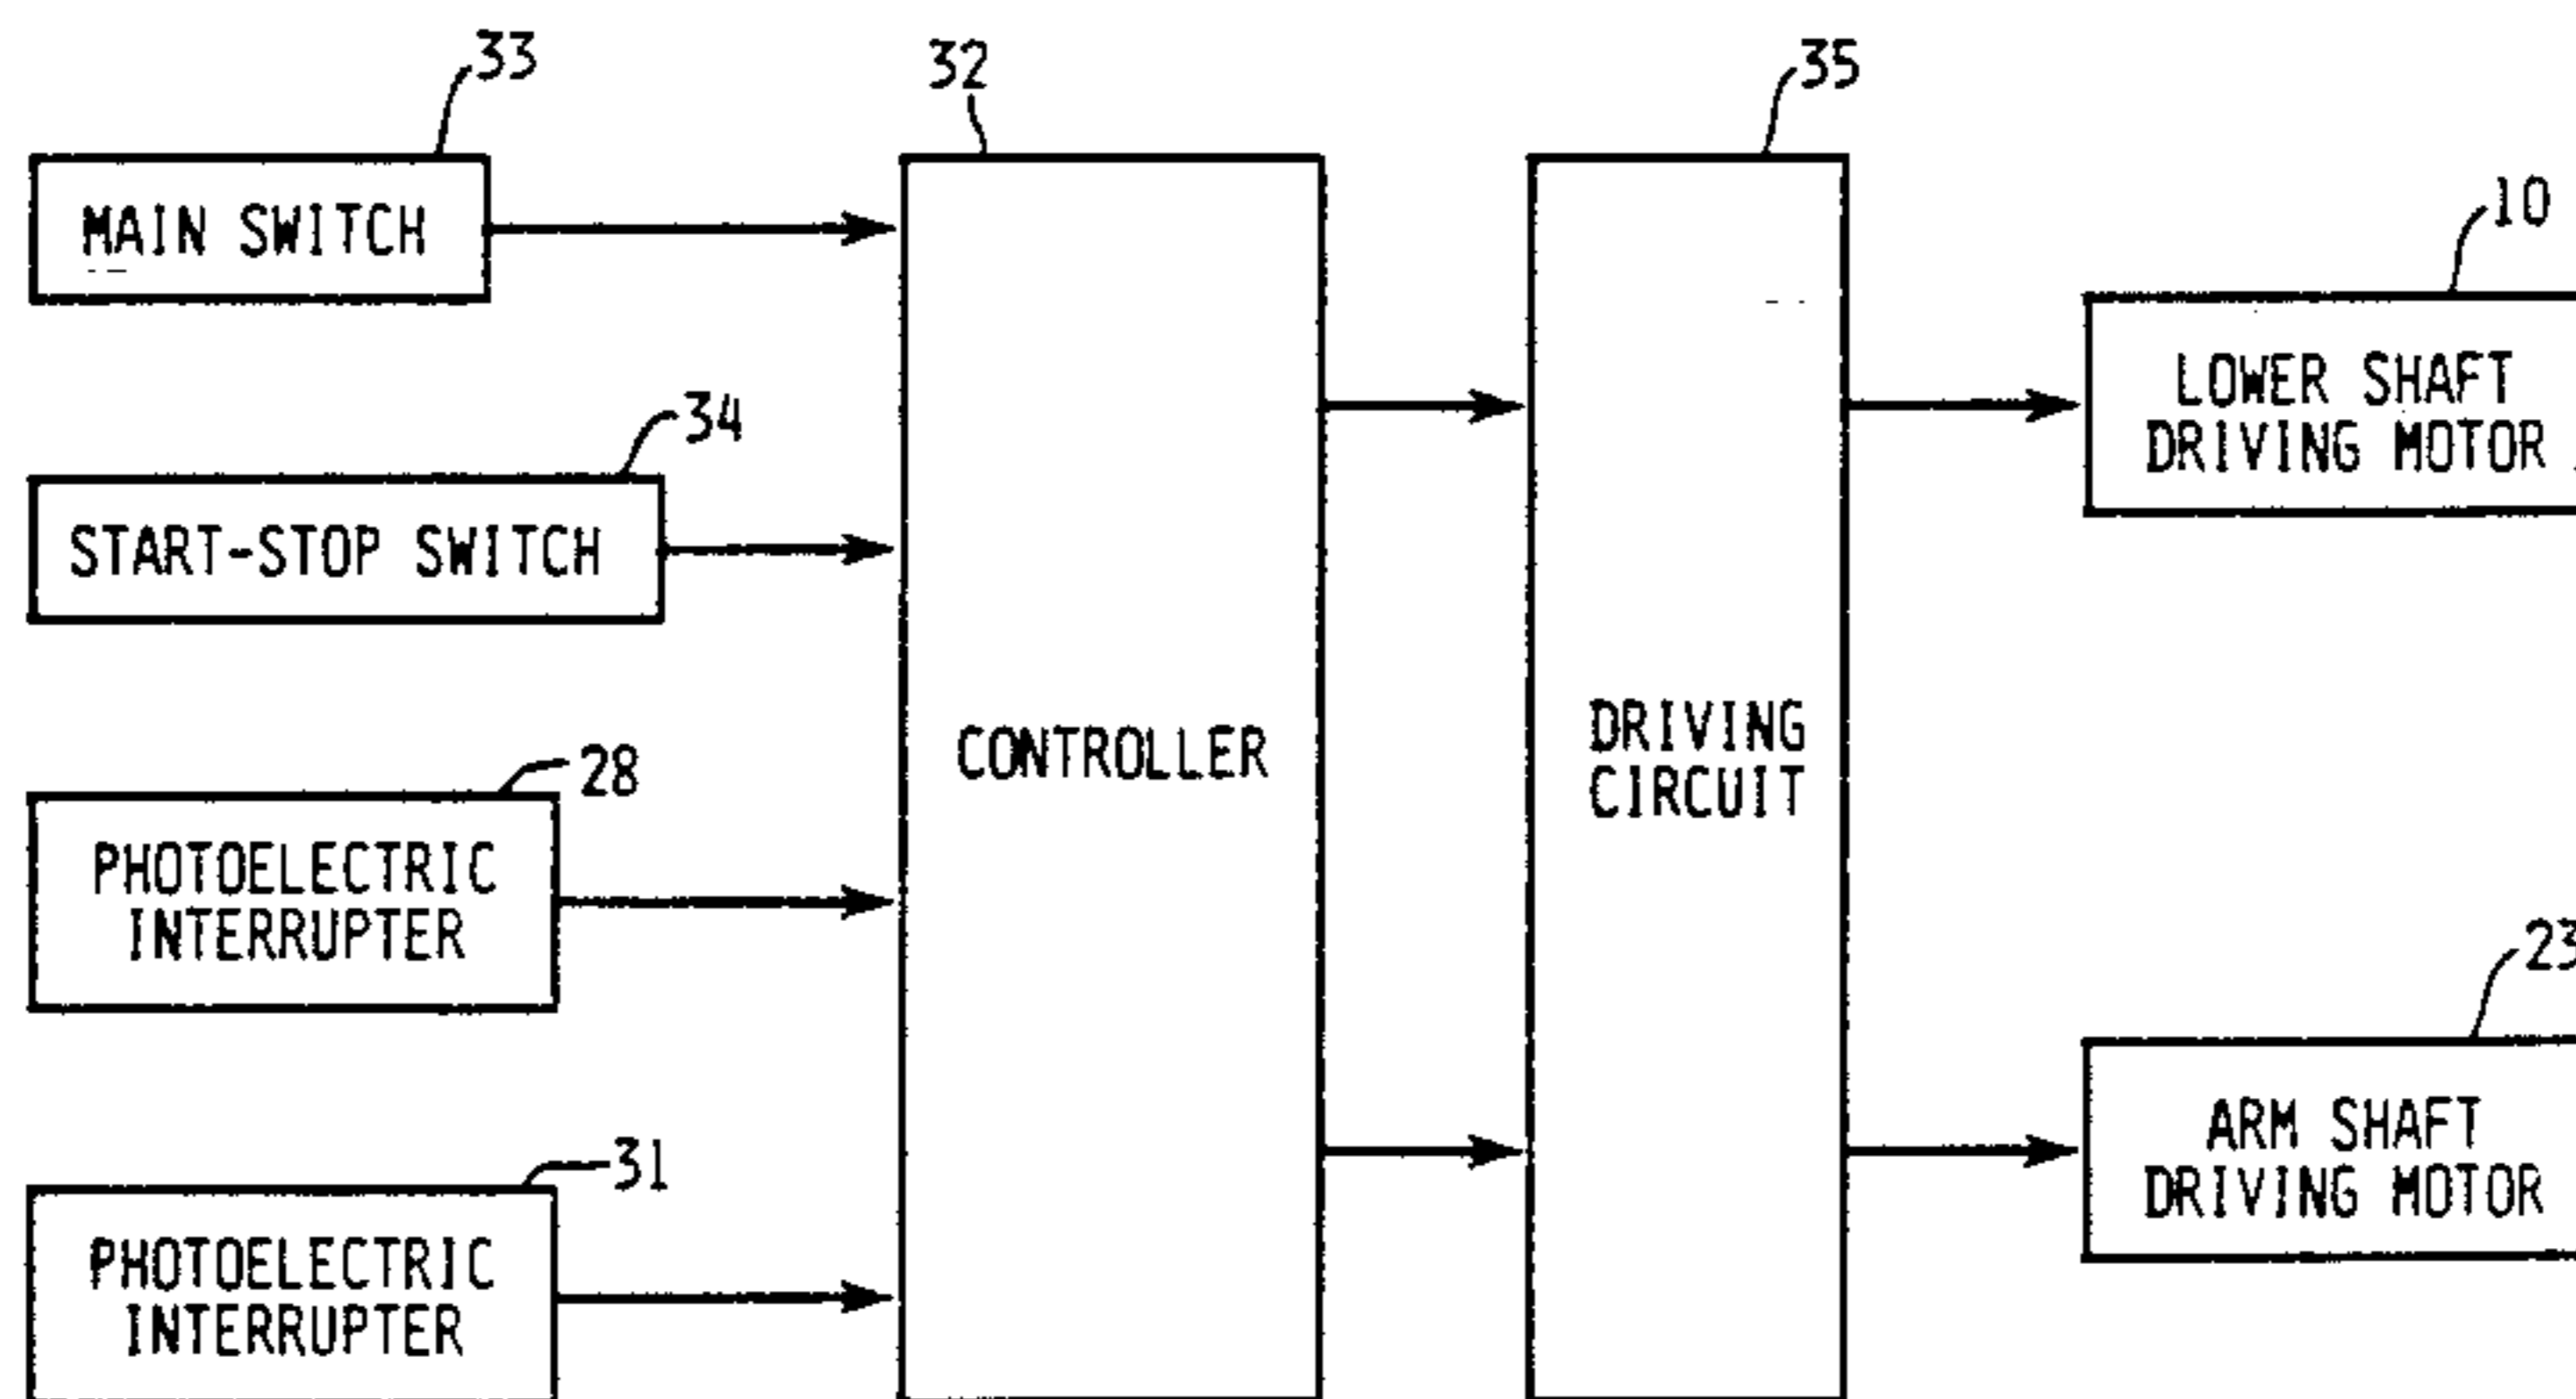 33
32
35
MAIN SWITCH
10
LOWER SHAFT
DRIVING MOTOR
34
START-STOP SWITCH
CONTROLLER
DRIVING
CIRCUIT
28
PHOTOELECTRIC
INTERRUPTER
23
ARM SHAFT
DRIVING MOTOR
31
PHOTOELECTRIC
INTERRUPTER